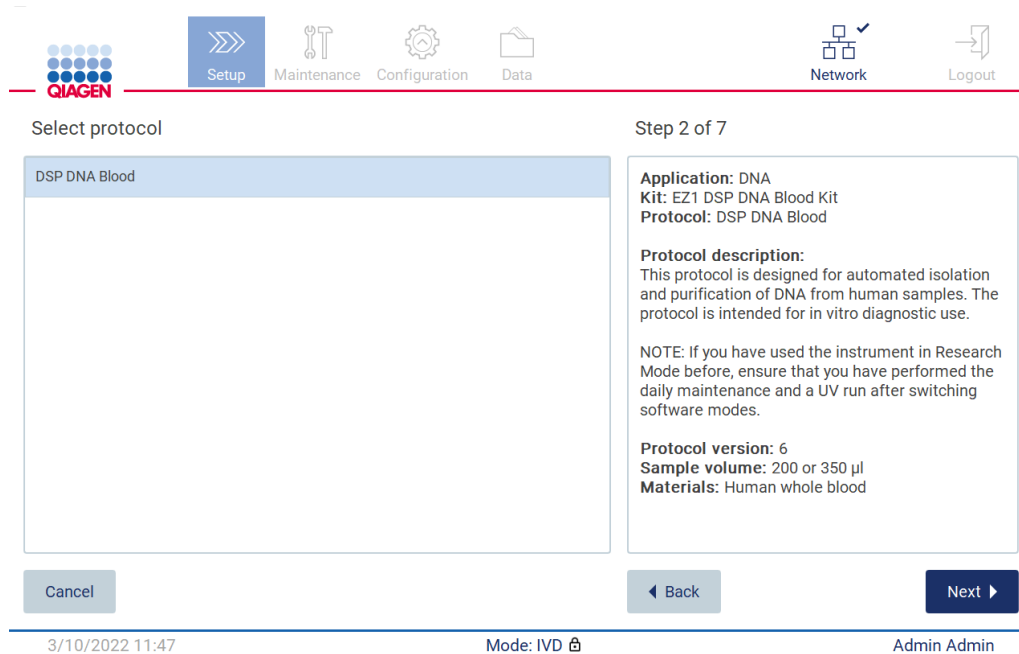 QIAGEN
Setup
Maintenance
Configuration
Data
Network
Logout
Select protocol
DSP DNA Blood
Step 2 of 7
Application: DNA
Kit: EZ1 DSP DNA Blood Kit
Protocol: DSP DNA Blood
Protocol description:
This protocol is designed for automated isolation
and purification of DNA from human samples. The
protocol is intended for in vitro diagnostic use.
NOTE: If you have used the instrument in Research
Mode before, ensure that you have performed the
daily maintenance and a UV run after switching
software modes.
Protocol version: 6
Sample volume: 200 or 350 µl
Materials: Human whole blood
Cancel
Back
Next
3/10/2022 11:47
Mode: IVD
Admin Admin